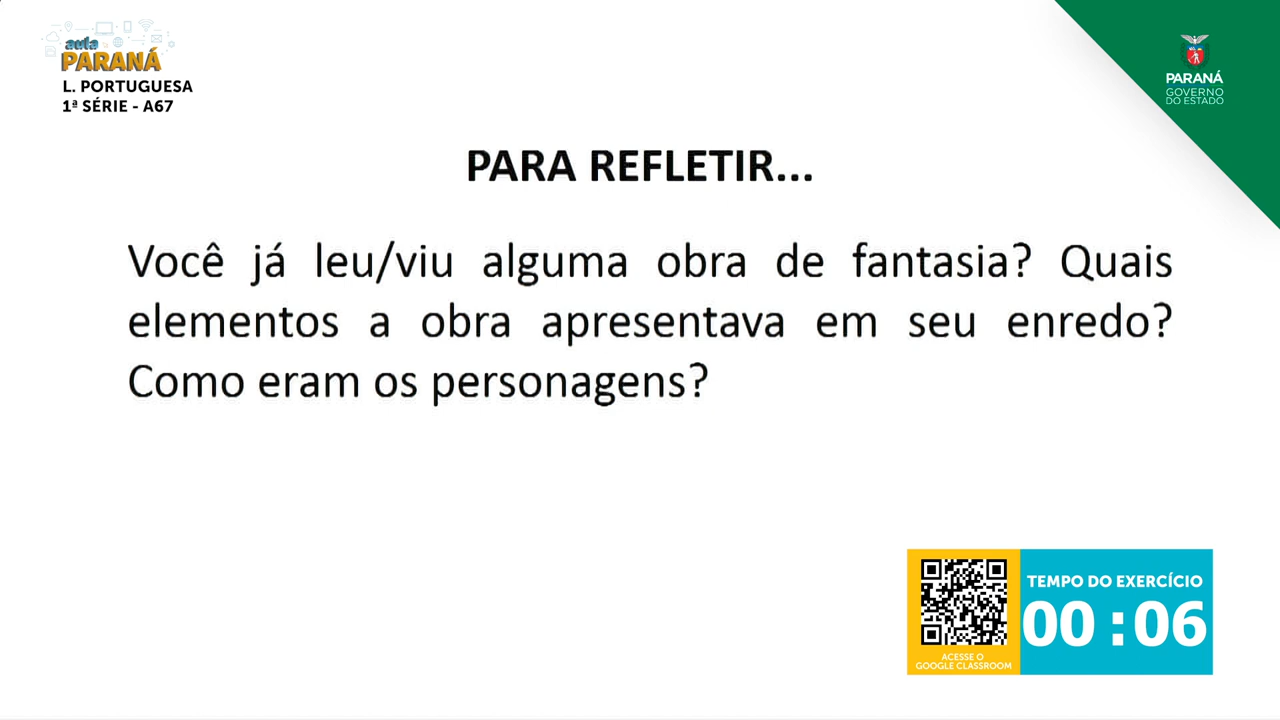 aula
PARANÁ
L. PORTUGUESA
1ª SÉRIE - A67
PARANÁ
GOVERNO
DO ESTADO
PARA REFLETIR...
Você já leu/viu alguma obra de fantasia? Quais
elementos a obra apresentava em seu enredo?
Como eram os personagens?
TEMPO DO EXERCÍCIO
00:06
ACESSE O
GOOGLE CLASSROOM